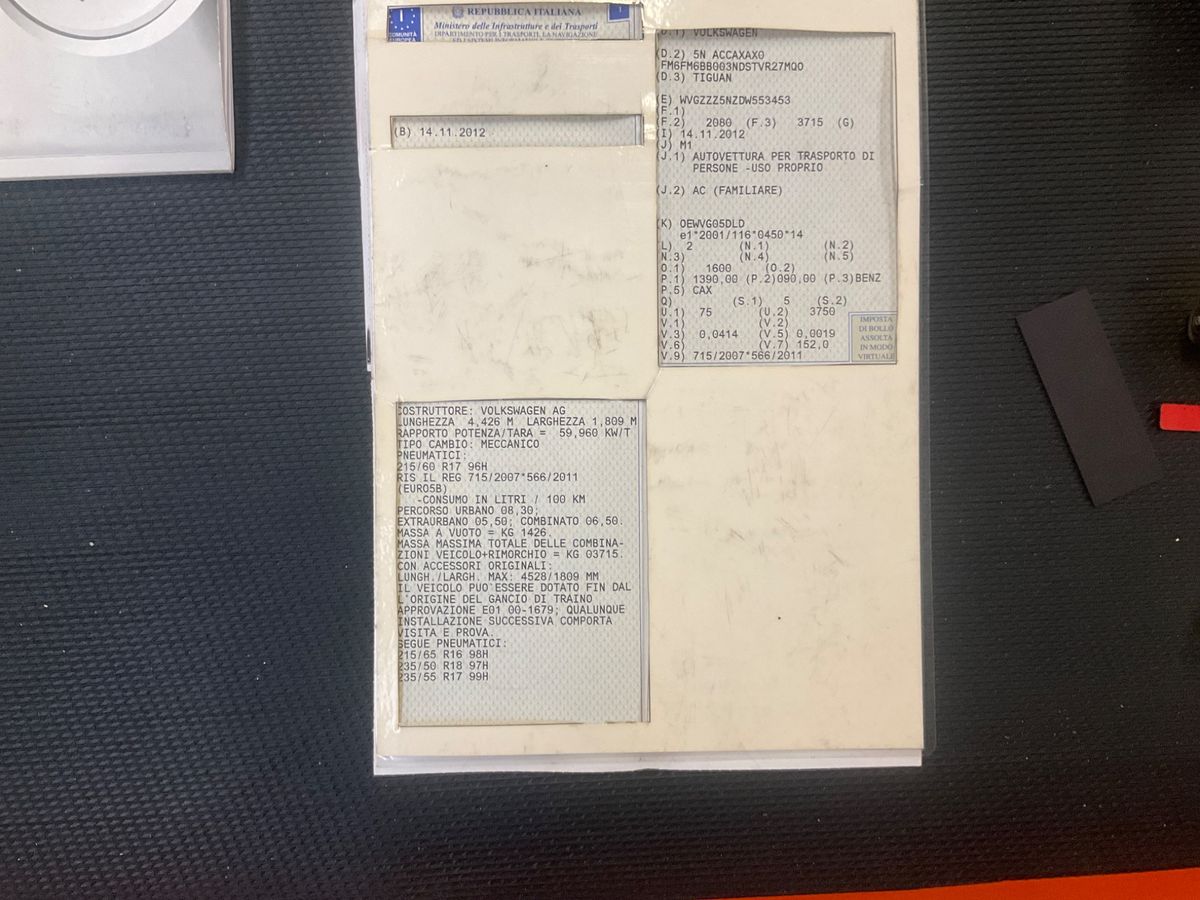 I
COMUNITÀ
EUROPEA
REPUBBLICA ITALIANA
Ministero delle Infrastrutture e dei Trasporti
DIPARTIMENTO PER I TRASPORTI, LA NAVIGAZIONE
1
(B) 14.11.2012
D.1) VOLKSWAGEN
(D.2) 5N ACCAXAX0
FM6FM6BB003NDSTVR27MQO
(D.3) TIGUAN
(E) WVGZZZ5NZDW553453
(F.1)
(F.2) 2080 (F.3) 3715 (G)
(I) 14.11.2012
(J) M1
(J.1) AUTOVETTURA PER TRASPORTO DI
PERSONE -USO PROPRIO
(J.2) AC (FAMILIARE)
(K) OEWVG05DLD
e1*2001/116*0450*14
L) 2 (N.1) (N.2)
N.3) (N.4) (N.5)
O.1) 1600 (O.2)
P.1) 1390,00 (P.2)090,00 (P.3)BENZ
P.5) CAX
Q) (S.1) 5 (S.2)
U.1) 75 (U.2) 3750
V.1) (V.2)
V.3) 0,0414 (V.5) 0,0019
V.6) (V.7) 152,0
V.9) 715/2007*566/2011
IMPOSTA
DI BOLLO
ASSOLTA
IN MODO
VIRTUALE
COSTRUTTORE: VOLKSWAGEN AG
LUNGHEZZA 4,426 M LARGHEZZA 1,809 M
RAPPORTO POTENZA/TARA = 59,960 KW/T
TIPO CAMBIO: MECCANICO
PNEUMATICI:
215/60 R17 96H
RIS IL REG 715/2007*566/2011
(EURO5B)
-CONSUMO IN LITRI / 100 KM
PERCORSO URBANO 08,30;
EXTRAURBANO 05,50; COMBINATO 06,50.
MASSA A VUOTO = KG 1426.
MASSA MASSIMA TOTALE DELLE COMBINA-
ZIONI VEICOLO+RIMORCHIO = KG 03715.
CON ACCESSORI ORIGINALI:
LUNGH./LARGH. MAX: 4528/1809 MM
IL VEICOLO PUO'ESSERE DOTATO FIN DAL
L'ORIGINE DEL GANCIO DI TRAINO
APPROVAZIONE E01 00-1679; QUALUNQUE
INSTALLAZIONE SUCCESSIVA COMPORTA
VISITA E PROVA.
SEGUE PNEUMATICI:
215/65 R16 98H
235/50 R18 97H
235/55 R17 99H